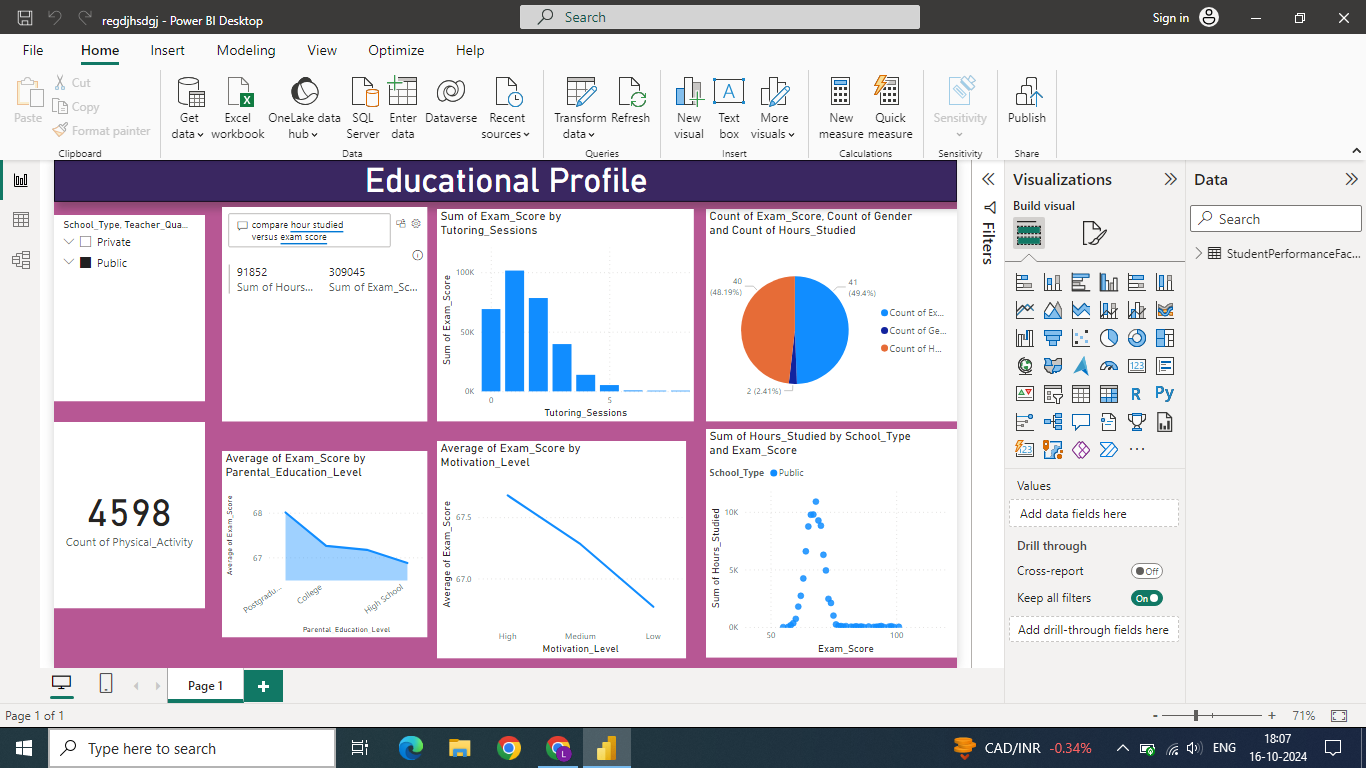 regdjhsdgj - Power BI Desktop
Search
Sign in
File
Home
Insert
Modeling
View
Optimize
Help
Paste
Cut
Copy
Format painter
Clipboard
Get data
Excel workbook
OneLake data hub
SQL Server
Enter data
Dataverse
Recent sources
Data
Transform data
Refresh
Queries
New visual
Text box
More visuals
Insert
New measure
Quick measure
Calculations
Sensitivity
Sensitivity
Publish
Share
Educational Profile
School_Type, Teacher_Qua...
Private
Public
compare hour studied
versus exam score
91852
Sum of Hours...
309045
Sum of Exam_Sc...
Sum of Exam_Score by
Tutoring_Sessions
Sum of Exam_Score
100K
50K
0K
0
5
Tutoring_Sessions
Count of Exam_Score, Count of Gender
and Count of Hours_Studied
40
(48.19%)
41
(49.4%)
2 (2.41%)
Count of Ex...
Count of Ge...
Count of H...
4598
Count of Physical_Activity
Average of Exam_Score by
Parental_Education_Level
Average of Exam_Score
68
67
Postgradu...
College
High School
Parental_Education_Level
Average of Exam_Score by
Motivation_Level
Average of Exam_Score
67.5
67.0
High
Medium
Low
Motivation_Level
Sum of Hours_Studied by School_Type
and Exam_Score
School_Type
Public
Sum of Hours_Studied
10K
5K
0K
50
100
Exam_Score
Filters
Visualizations
Build visual
R
Py
123
123
Values
Add data fields here
Drill through
Cross-report
Off
Keep all filters
On
Add drill-through fields here
Data
Search
StudentPerformanceFac...
Page 1
Page 1 of 1
71%
Type here to search
L
CAD/INR
-0.34%
ENG
18:07
16-10-2024